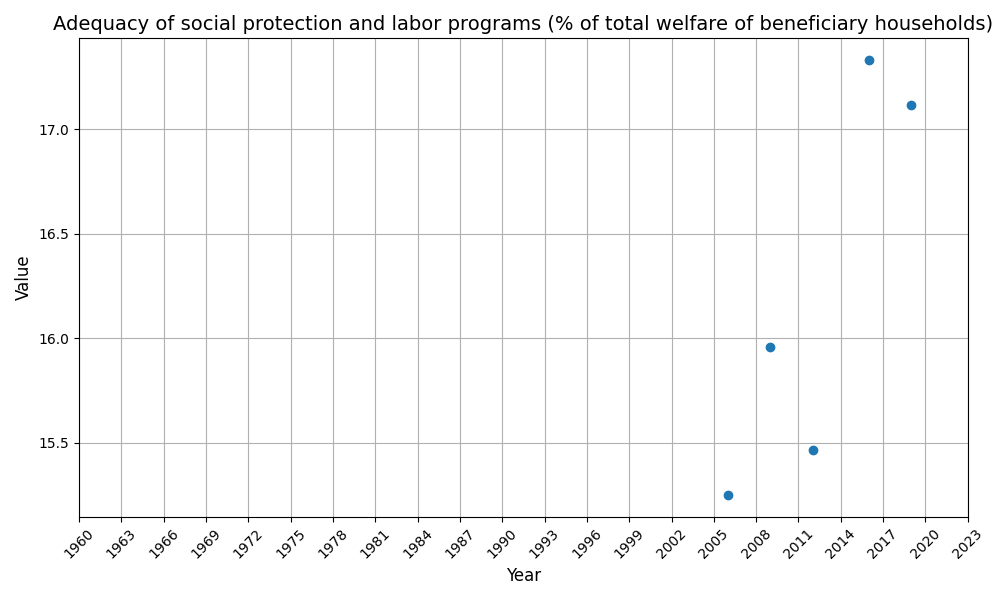 Adequacy of social protection and labor programs (% of total welfare of beneficiary households)
17.0
16.5
16.0
15.5
Value
1960 1963 1966 1969 1972 1975 1978 1981 1984 1987 1990 1993 1996 1999 2002 2005 2008 2011 2014 2017 2020 2023
Year